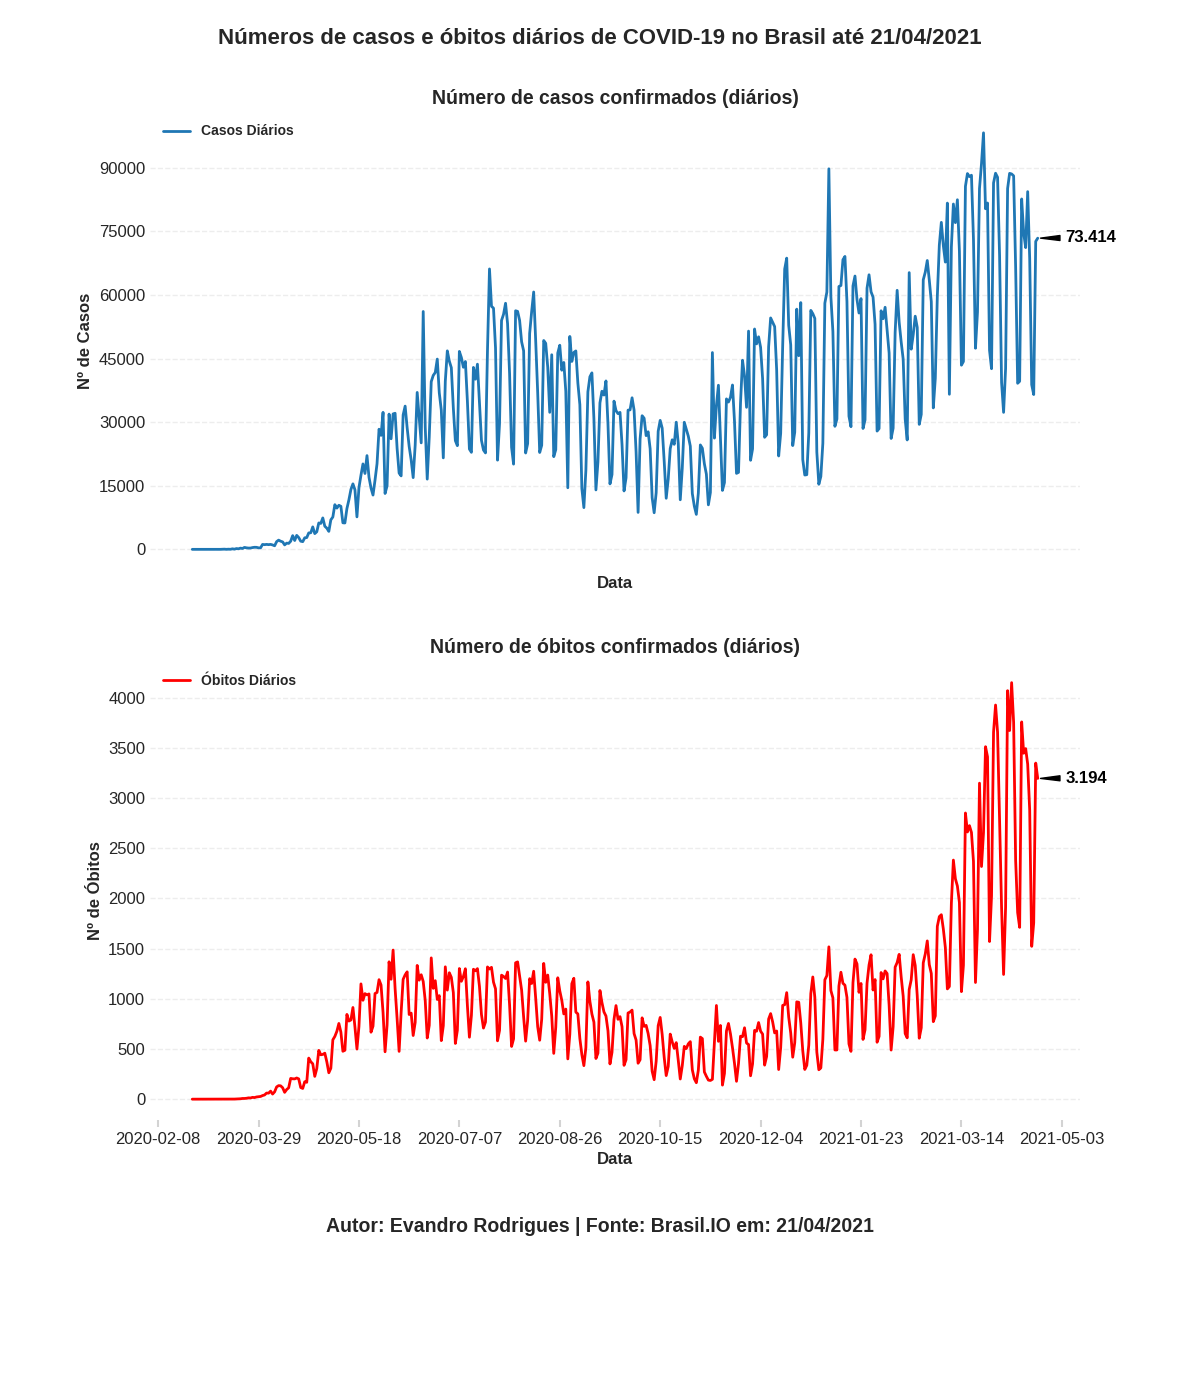 Números de casos e óbitos diários de COVID-19 no Brasil até 21/04/2021
Número de casos confirmados (diários)
Casos Diários
90000
75000
60000
45000
30000
15000
0
Nº de Casos
73.414
Data
Número de óbitos confirmados (diários)
Óbitos Diários
4000
3500
3000
2500
2000
1500
1000
500
0
Nº de Óbitos
3.194
2020-02-08 2020-03-29 2020-05-18 2020-07-07 2020-08-26 2020-10-15 2020-12-04 2021-01-23 2021-03-14 2021-05-03
Data
Autor: Evandro Rodrigues | Fonte: Brasil.IO em: 21/04/2021